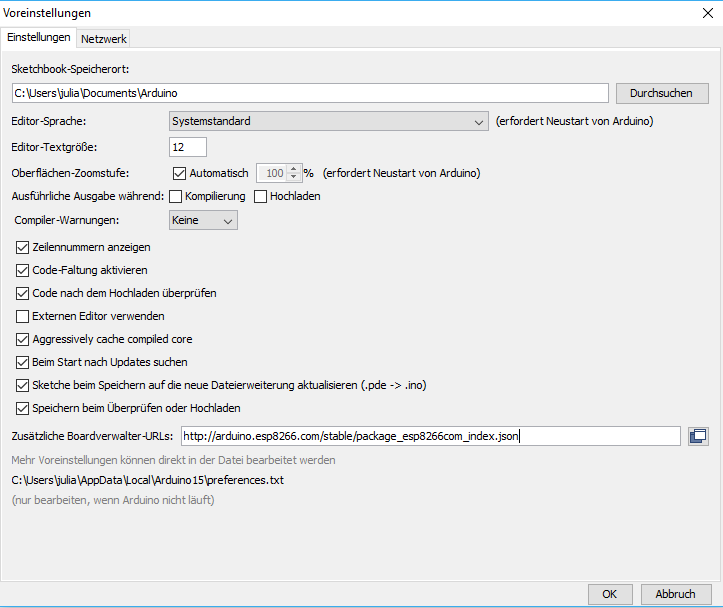 Voreinstellungen
Einstellungen Netzwerk
Sketchbook-Speicherort:
C:\Users\julia\Documents\Arduino Durchsuchen
Editor-Sprache: Systemstandard (erfordert Neustart von Arduino)
Editor-Textgröße: 12
Oberflächen-Zoomstufe: Automatisch 100 % (erfordert Neustart von Arduino)
Ausführliche Ausgabe während: Kompilierung Hochladen
Compiler-Warnungen: Keine
Zeilennummern anzeigen
Code-Faltung aktivieren
Code nach dem Hochladen überprüfen
Externen Editor verwenden
Aggressively cache compiled core
Beim Start nach Updates suchen
Sketche beim Speichern auf die neue Dateierweiterung aktualisieren (.pde -> .ino)
Speichern beim Überprüfen oder Hochladen
Zusätzliche Boardverwalter-URLs: http://arduino.esp8266.com/stable/package_esp8266com_index.json
Mehr Voreinstellungen können direkt in der Datei bearbeitet werden
C:\Users\julia\AppData\Local\Arduino15\preferences.txt
(nur bearbeiten, wenn Arduino nicht läuft)
OK Abbruch